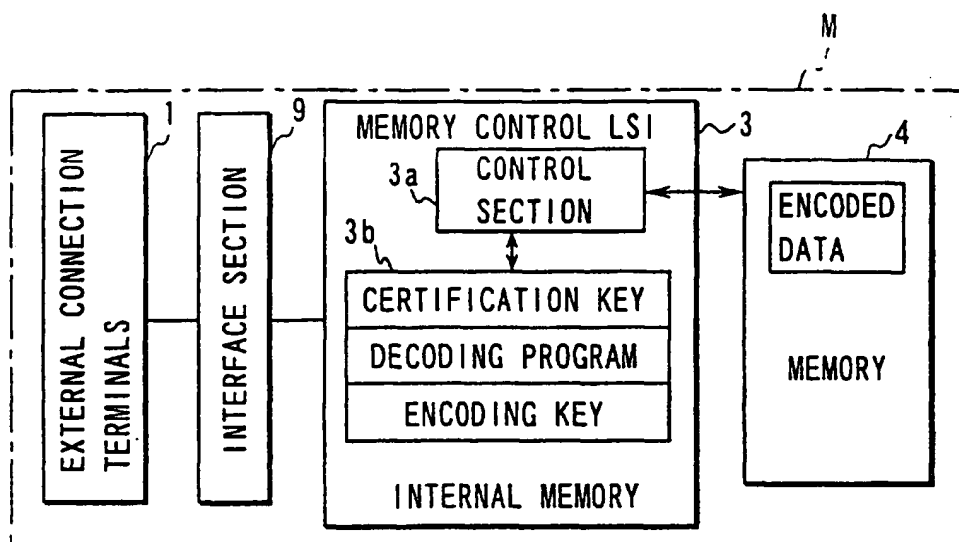 M
1
EXTERNAL CONNECTION
TERMINALS
9
INTERFACE SECTION
MEMORY CONTROL LSI
3
3a
CONTROL
SECTION
3b
CERTIFICATION KEY
DECODING PROGRAM
ENCODING KEY
INTERNAL MEMORY
4
ENCODED
DATA
MEMORY